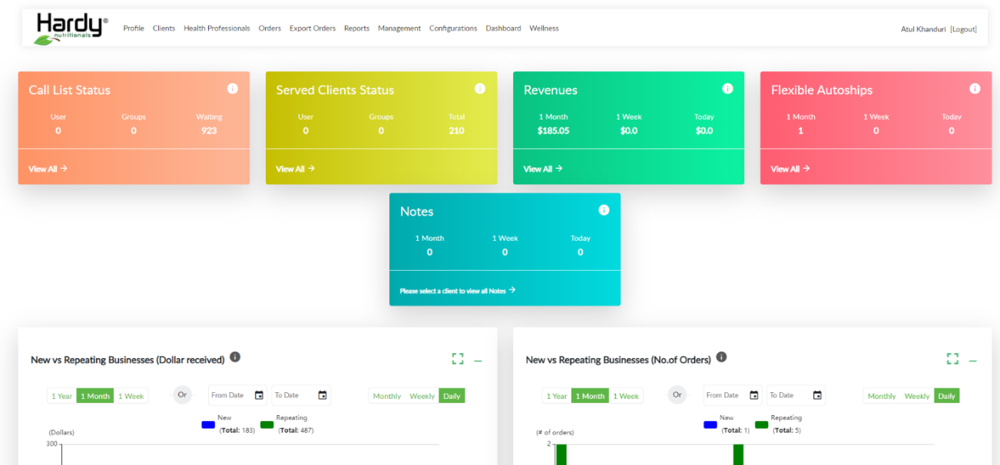 Hardy®
nutritionals
Profile Clients Health Professionals Orders Export Orders Reports Management Configurations Dashboard Wellness
Atul Khanduri [Logout]
Call List Status
User Groups Waiting
0 0 923
View All →
Served Clients Status
User Groups Total
0 0 210
View All →
Revenues
1 Month 1 Week Today
$185.05 $0.0 $0.0
View All →
Flexible Autoships
1 Month 1 Week Today
1 0 0
View All →
Notes
1 Month 1 Week Today
0 0 0
Please select a client to view all Notes →
New vs Repeating Businesses (Dollar received)
1 Year 1 Month 1 Week Or From Date To Date Monthly Weekly Daily
New Repeating
(Total: 183) (Total: 487)
(Dollars)
300
New vs Repeating Businesses (No.of Orders)
1 Year 1 Month 1 Week Or From Date To Date Monthly Weekly Daily
New Repeating
(Total: 1) (Total: 5)
(# of orders)
2